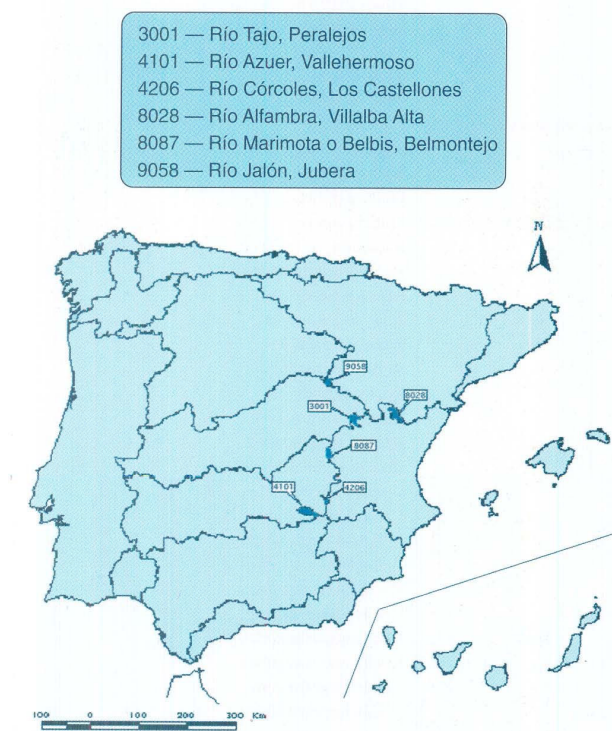 3001 — Río Tajo, Peralejos
4101 — Río Azuer, Vallehermoso
4206 — Río Córcoles, Los Castellones
8028 — Río Alfambra, Villalba Alta
8087 — Río Marimota o Belbis, Belmontejo
9058 — Río Jalón, Jubera
N
9058
3001
8028
8087
4101
4206
100 0 100 200 300 Km